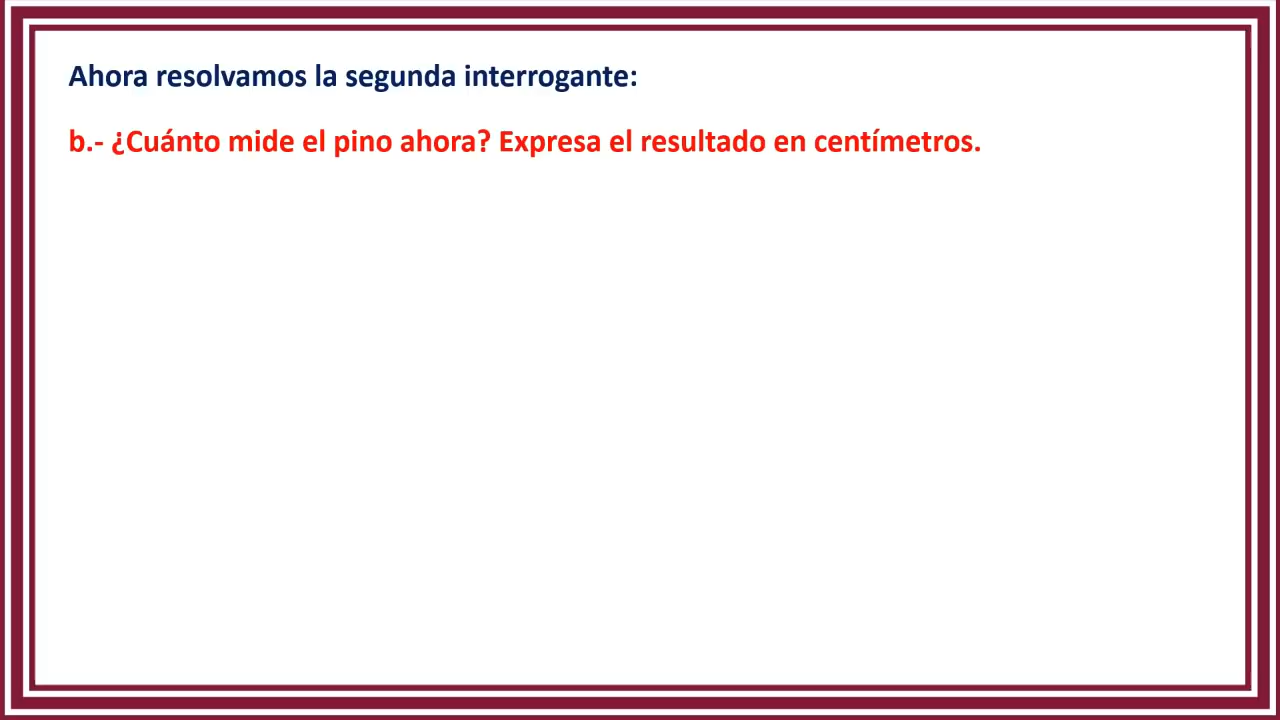 Ahora resolvamos la segunda interrogante:
b.- ¿Cuánto mide el pino ahora? Expresa el resultado en centímetros.